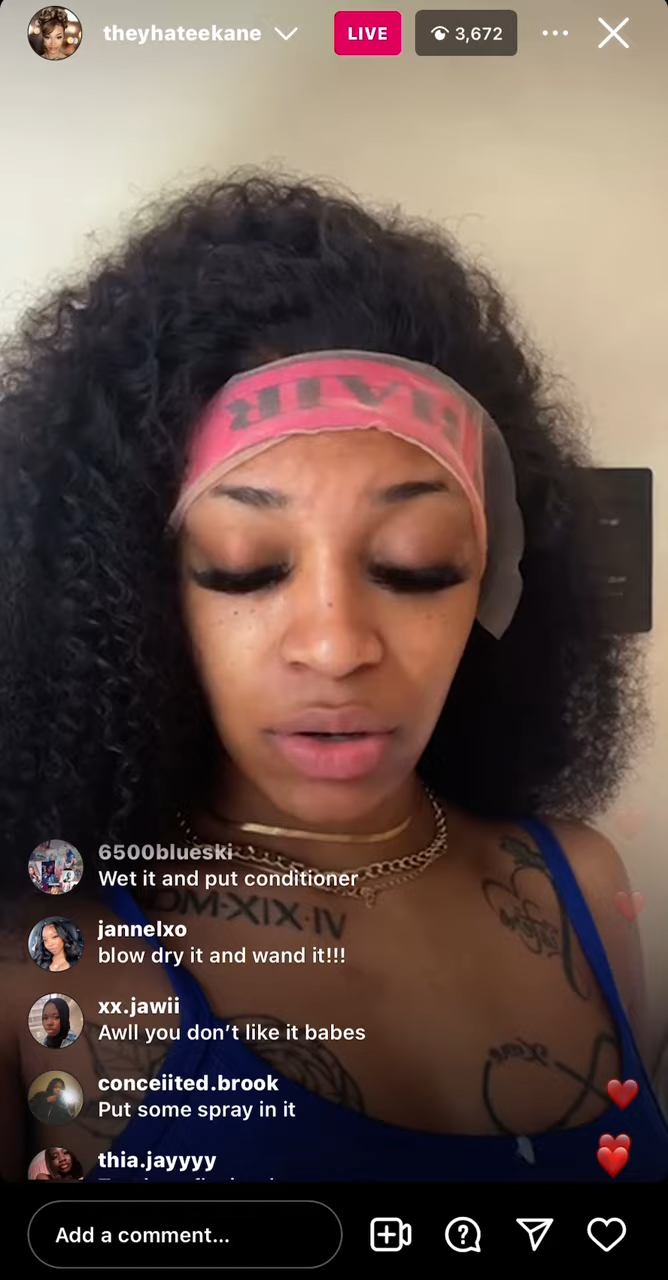 theyhateekane
LIVE
3,672
HAIR
6500blueski
Wet it and put conditioner
jannelxo
blow dry it and wand it!!!
xx.jawii
Awll you don’t like it babes
conceiited.brook
Put some spray in it
thia.jayyyy
Add a comment...